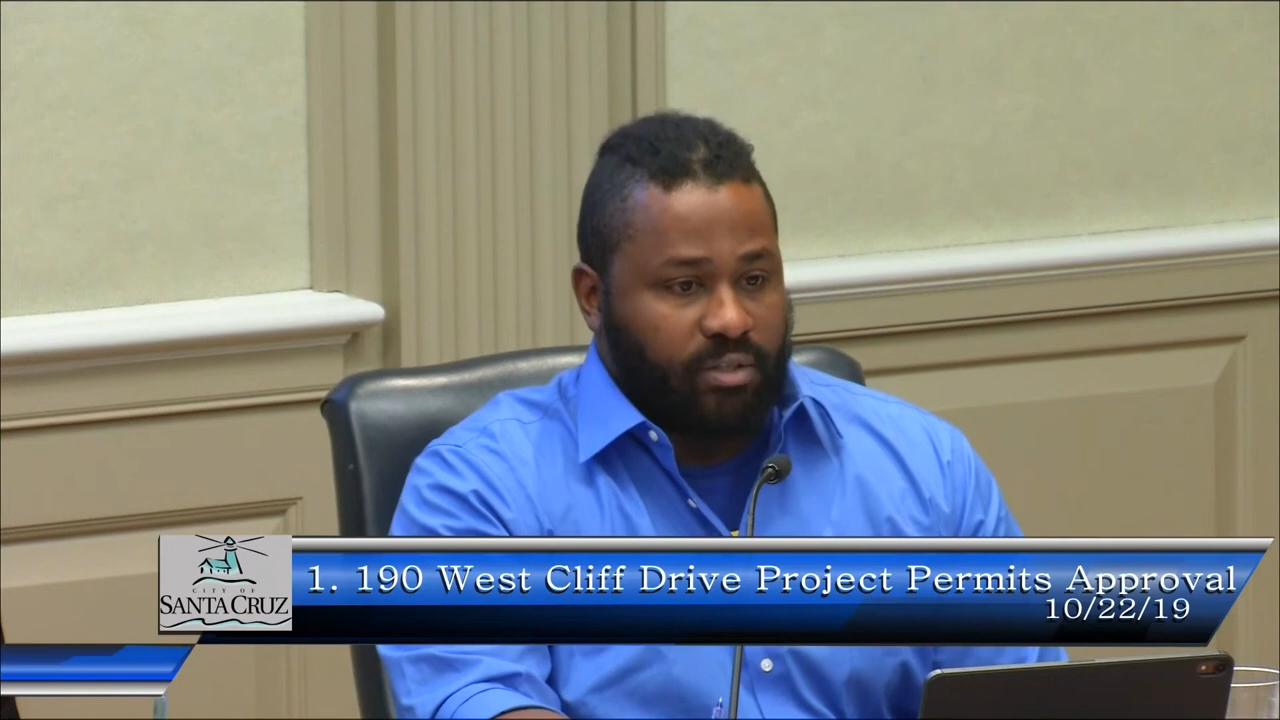 CITY OF
SANTA CRUZ
1. 190 West Cliff Drive Project Permits Approval
10/22/19